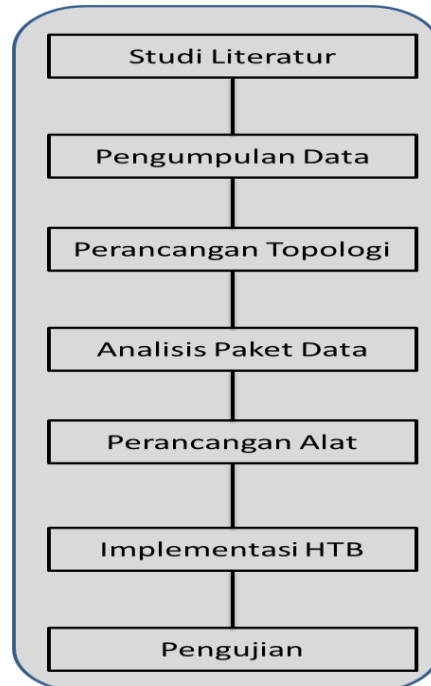 Studi Literatur
Pengumpulan Data
Perancangan Topologi
Analisis Paket Data
Perancangan Alat
Implementasi HTB
Pengujian